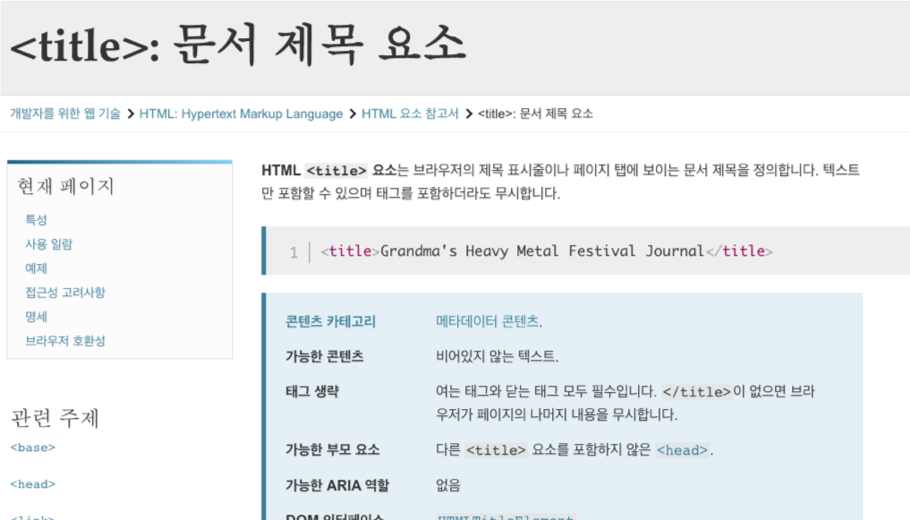 <title>: 문서 제목 요소
개발자를 위한 웹 기술 > HTML: Hypertext Markup Language > HTML 요소 참고서 > <title>: 문서 제목 요소
현재 페이지
특성
사용 일람
예제
접근성 고려사항
명세
브라우저 호환성
관련 주제
<base>
<head>
<link>
HTML <title> 요소는 브라우저의 제목 표시줄이나 페이지 탭에 보이는 문서 제목을 정의합니다. 텍스트
만 포함할 수 있으며 태그를 포함하더라도 무시합니다.
1 <title>Grandma's Heavy Metal Festival Journal</title>
콘텐츠 카테고리 메타데이터 콘텐츠.
가능한 콘텐츠 비어있지 않는 텍스트.
태그 생략 여는 태그와 닫는 태그 모두 필수입니다. </title>이 없으면 브라
우저가 페이지의 나머지 내용을 무시합니다.
가능한 부모 요소 다른 <title> 요소를 포함하지 않은 <head>.
가능한 ARIA 역할 없음
DOM 인터페이스 HTMLTitleElement